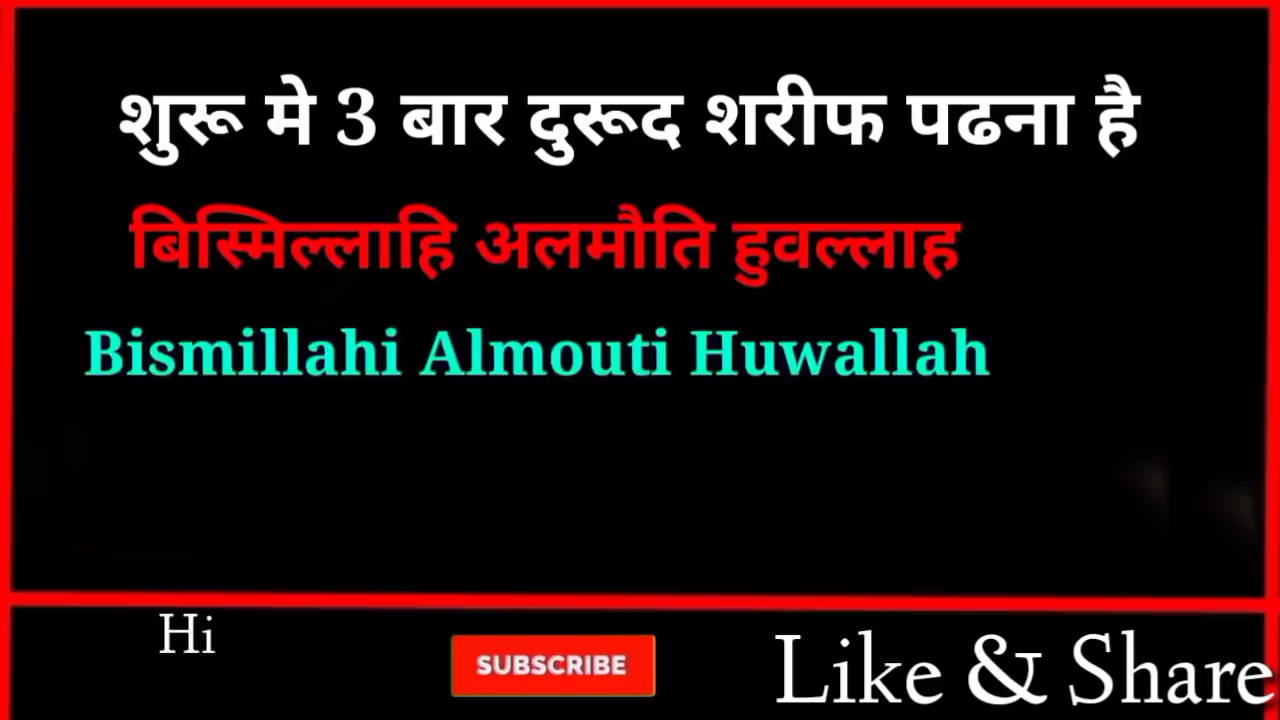 शुरू मे 3 बार दुरूद शरीफ पढना है
बिस्मिल्लाहि अलमौति हुवल्लाह
Bismillahi Almouti Huwallah
Hi
SUBSCRIBE
Like & Share